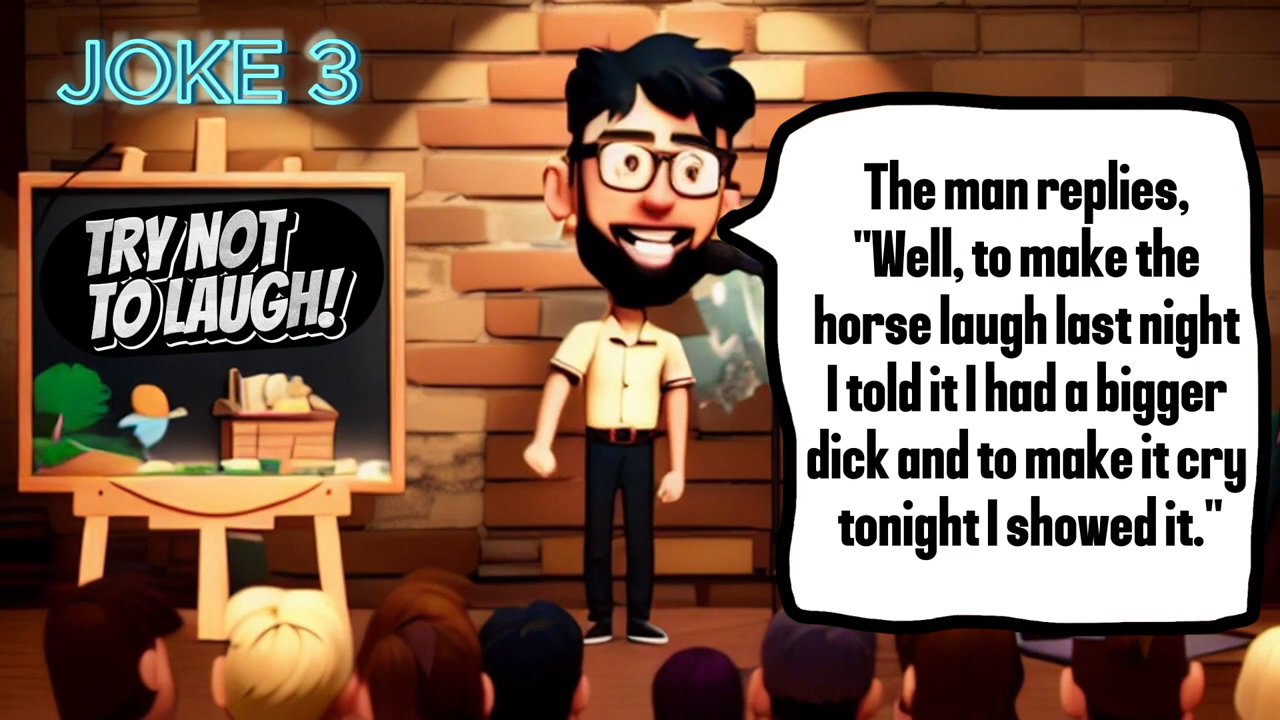 JOKE 3
TRY NOT
TO LAUGH!
The man replies,
"Well, to make the
horse laugh last night
I told it I had a bigger
dick and to make it cry
tonight I showed it."